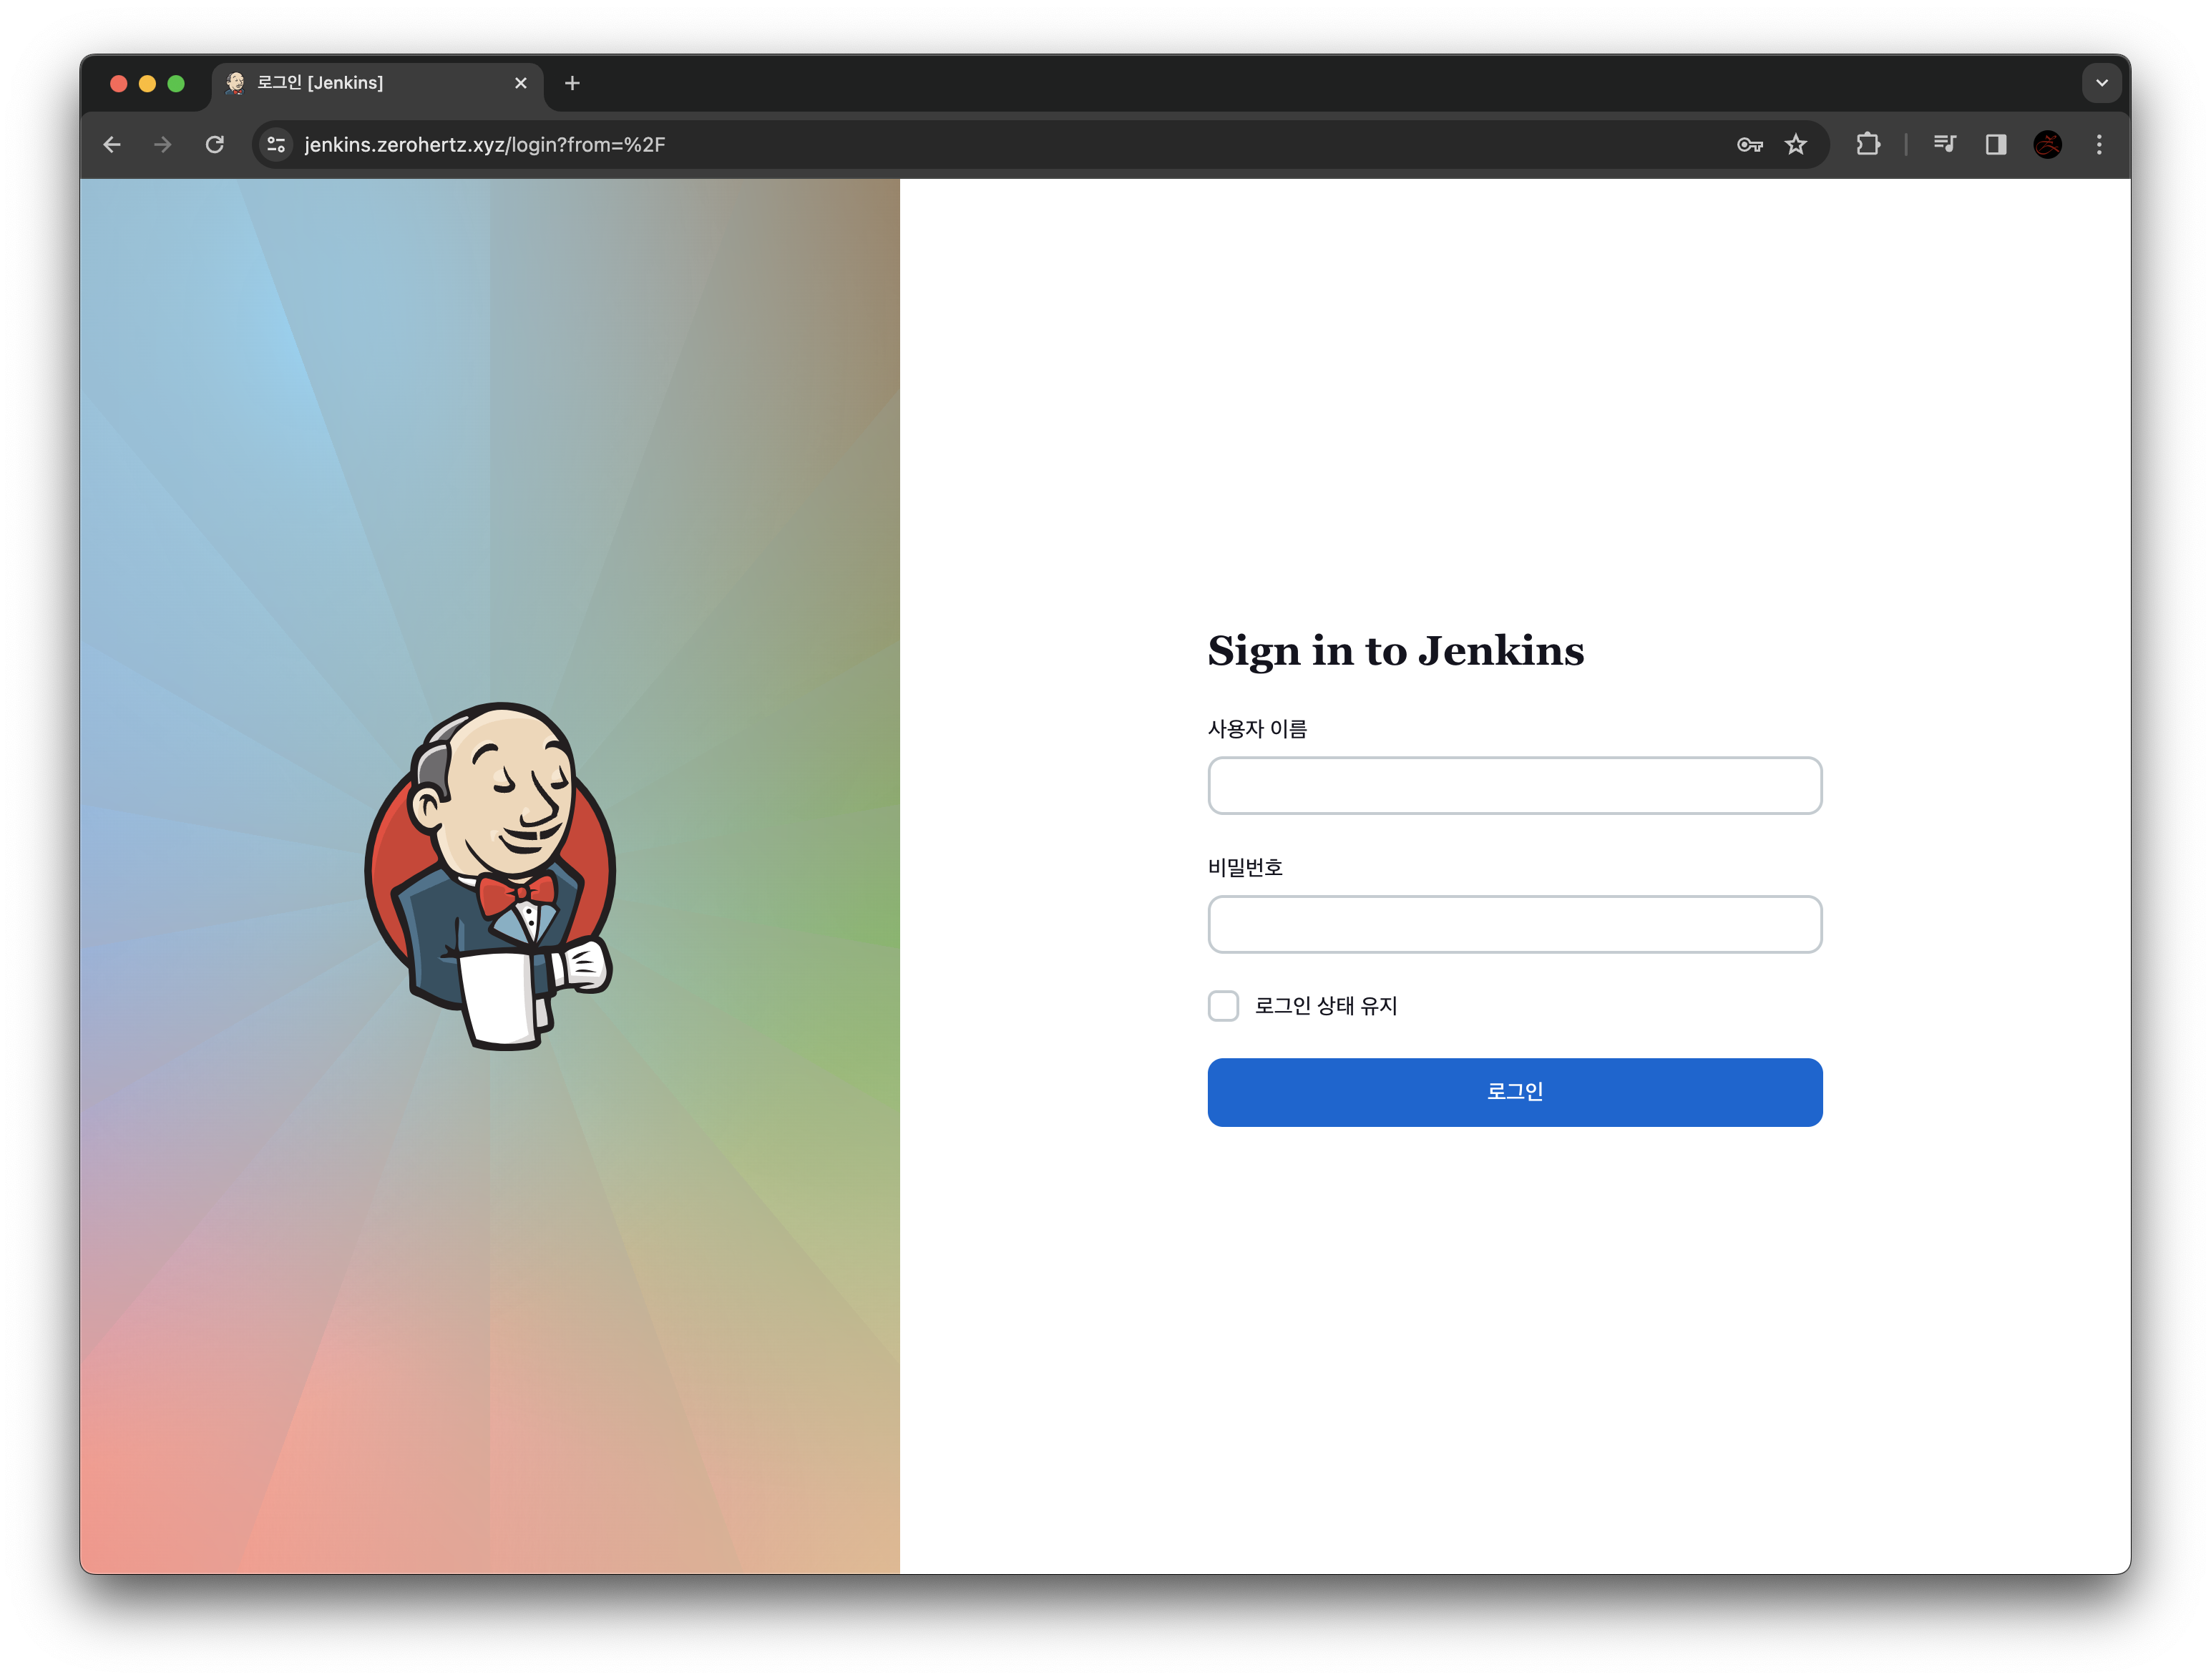 로그인 [Jenkins]
jenkins.zerohertz.xyz/login?from=%2F
Sign in to Jenkins
사용자 이름
비밀번호
로그인 상태 유지
로그인